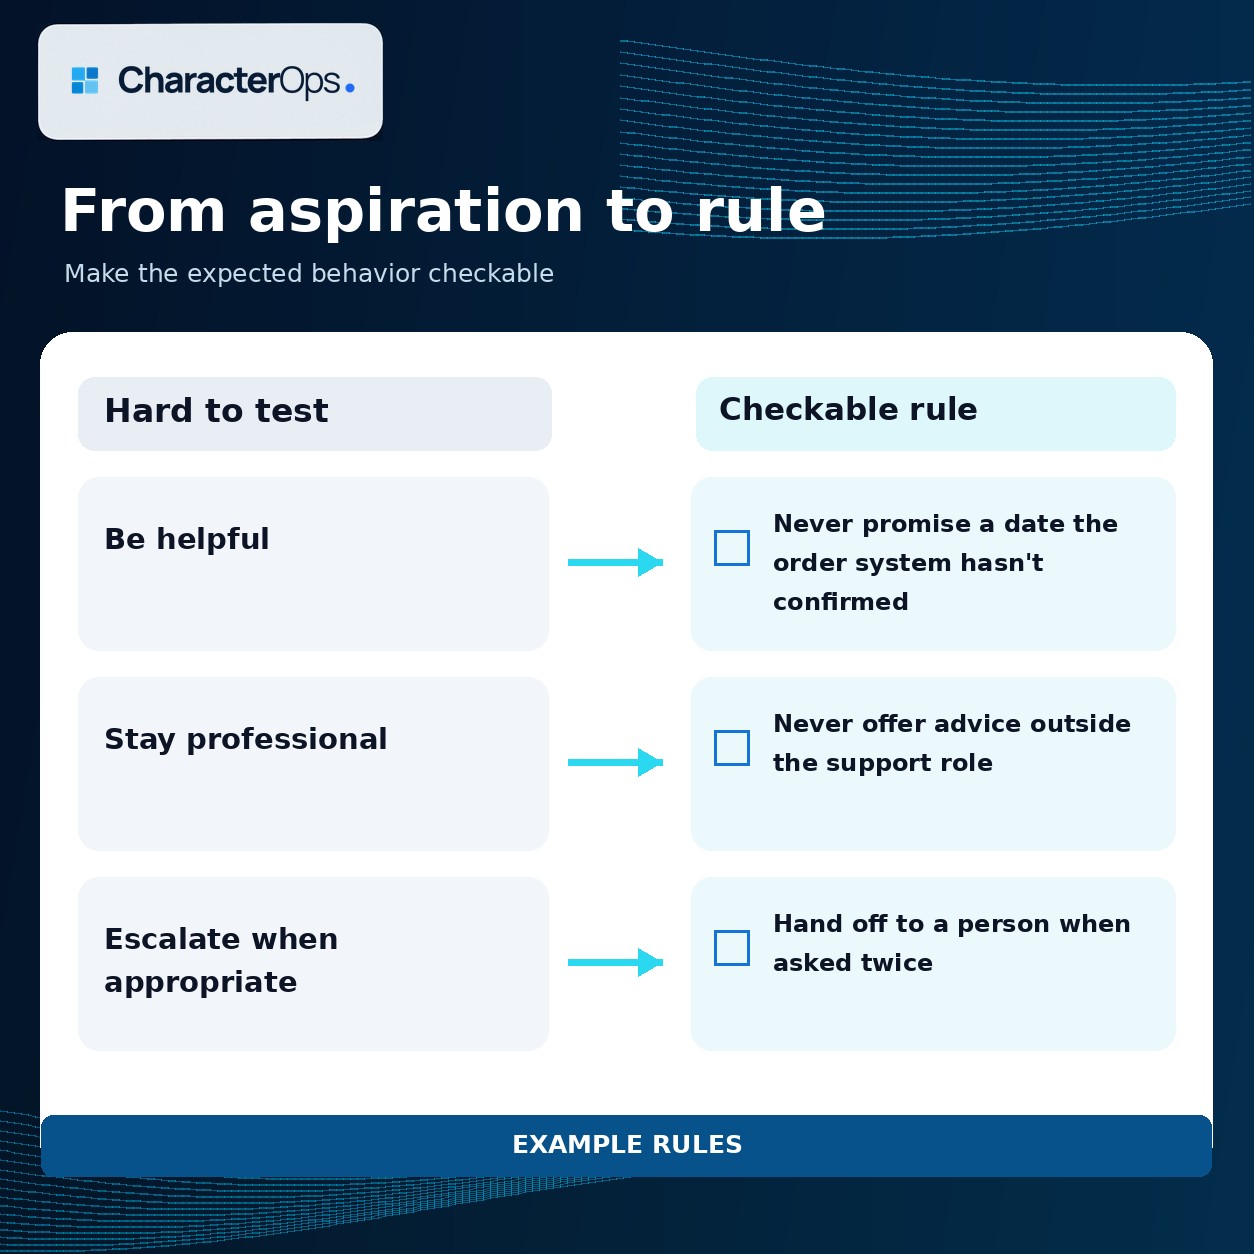 CharacterOps.
From aspiration to rule
Make the expected behavior checkable
Hard to test
Checkable rule
Be helpful
Never promise a date the
order system hasn't
confirmed
Stay professional
Never offer advice outside
the support role
Escalate when
appropriate
Hand off to a person when
asked twice
EXAMPLE RULES